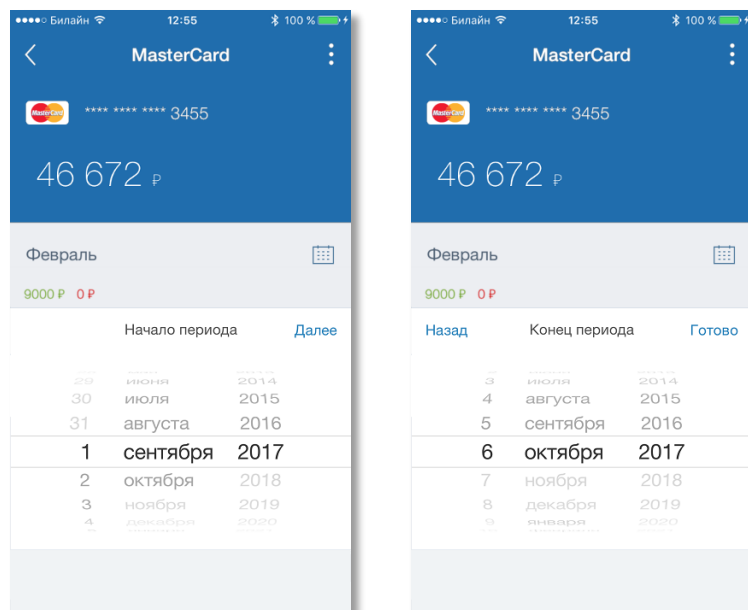 Билайн 12:55 100 %
MasterCard
MasterCard **** **** **** 3455
46 672 ₽
Февраль
9000 ₽ 0 ₽
Начало периода Далее
29 июня 2014
30 июля 2015
31 августа 2016
1 сентября 2017
2 октября 2018
3 ноября 2019
4 декабря 2020
Билайн 12:55 100 %
MasterCard
MasterCard **** **** **** 3455
46 672 ₽
Февраль
9000 ₽ 0 ₽
Назад Конец периода Готово
3 июля 2014
4 августа 2015
5 сентября 2016
6 октября 2017
7 ноября 2018
8 декабря 2019
9 января 2020